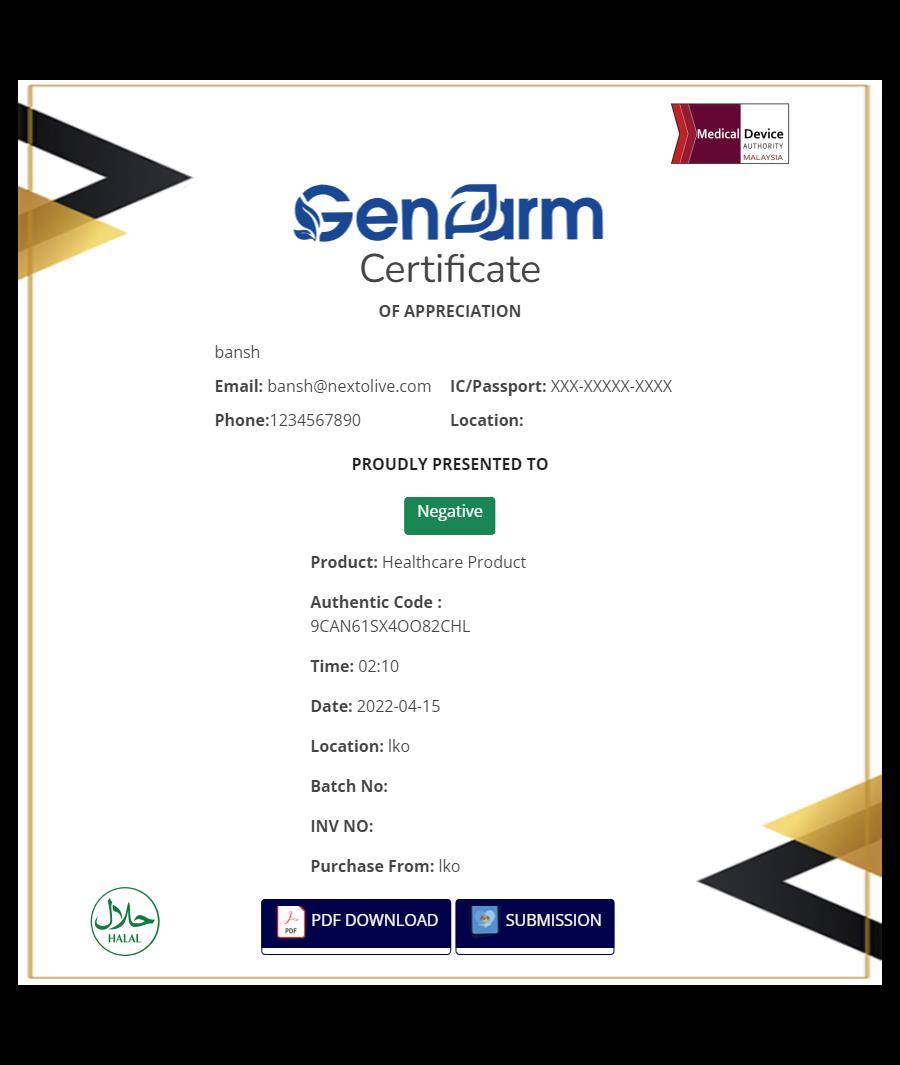 Medical Device
AUTHORITY
MALAYSIA
GenParm
Certificate
OF APPRECIATION
bansh
Email: bansh@nextolive.com IC/Passport: XXX-XXXXX-XXXX
Phone:1234567890 Location:
PROUDLY PRESENTED TO
Negative
Product: Healthcare Product
Authentic Code :
9CAN61SX4OO82CHL
Time: 02:10
Date: 2022-04-15
Location: lko
Batch No:
INV NO:
Purchase From: lko
حلال
HALAL
PDF
PDF DOWNLOAD SUBMISSION